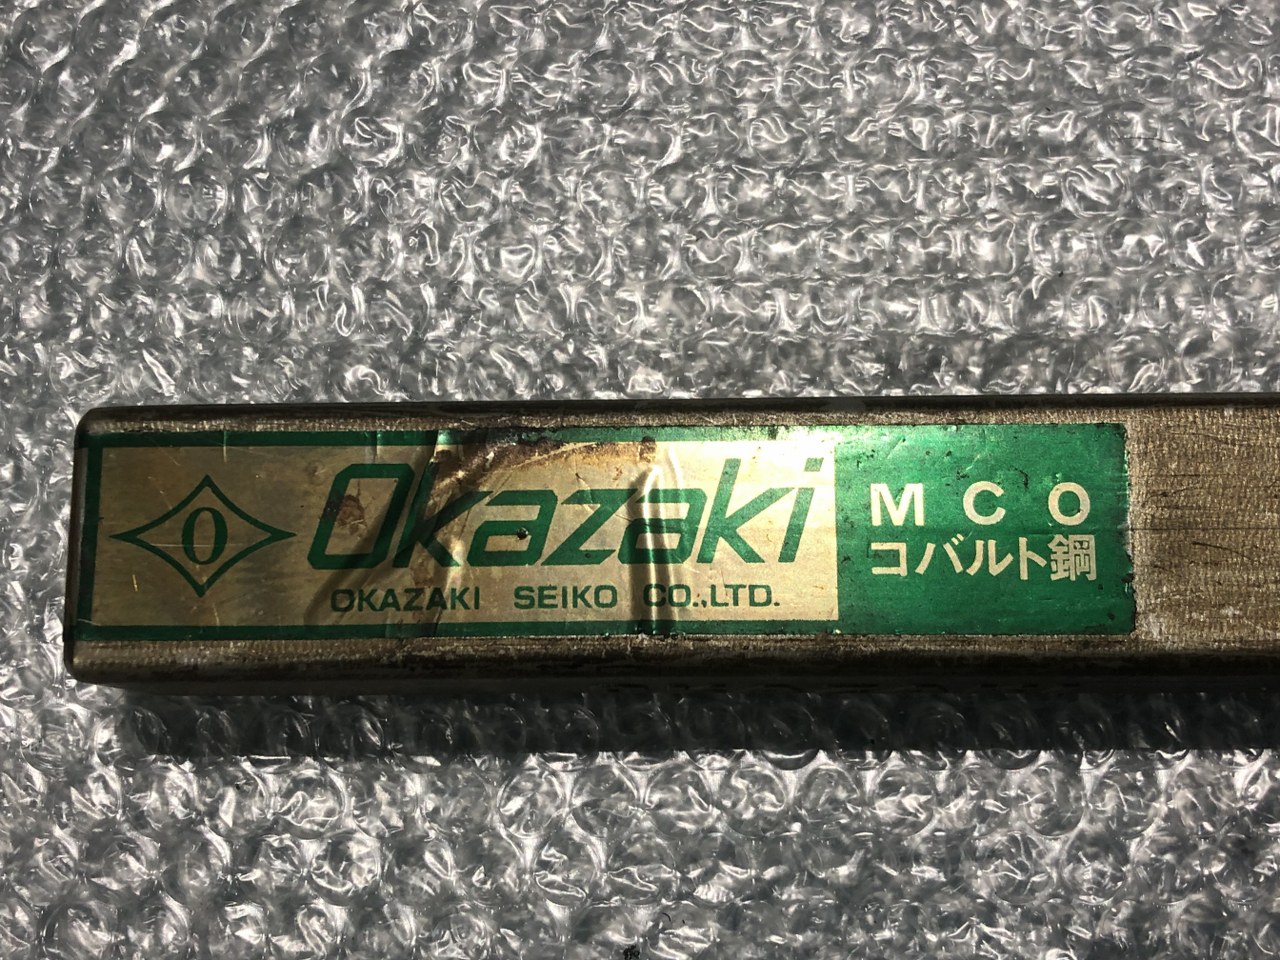 O
Okazaki
OKAZAKI SEIKO CO.,LTD.
MCO
コバルト鋼